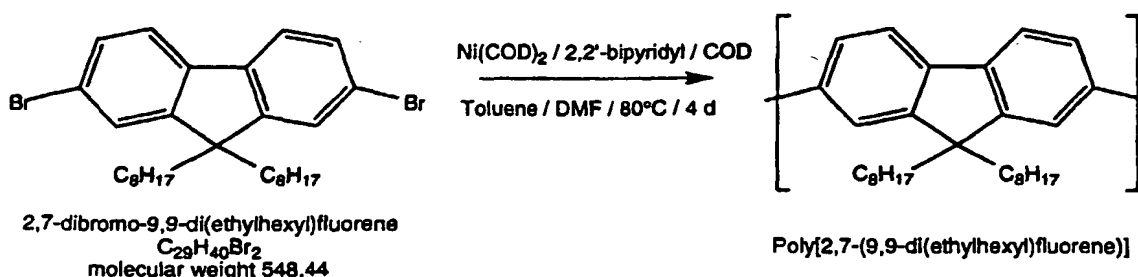 Ni(COD)2 / 2,2'-bipyridyl / COD
Toluene / DMF / 80°C / 4 d
Br
Br
C8H17 C8H17
C8H17 C8H17
2,7-dibromo-9,9-di(ethylhexyl)fluorene
C29H40Br2
molecular weight 548,44
Poly[2,7-(9,9-di(ethylhexyl)fluorene)]